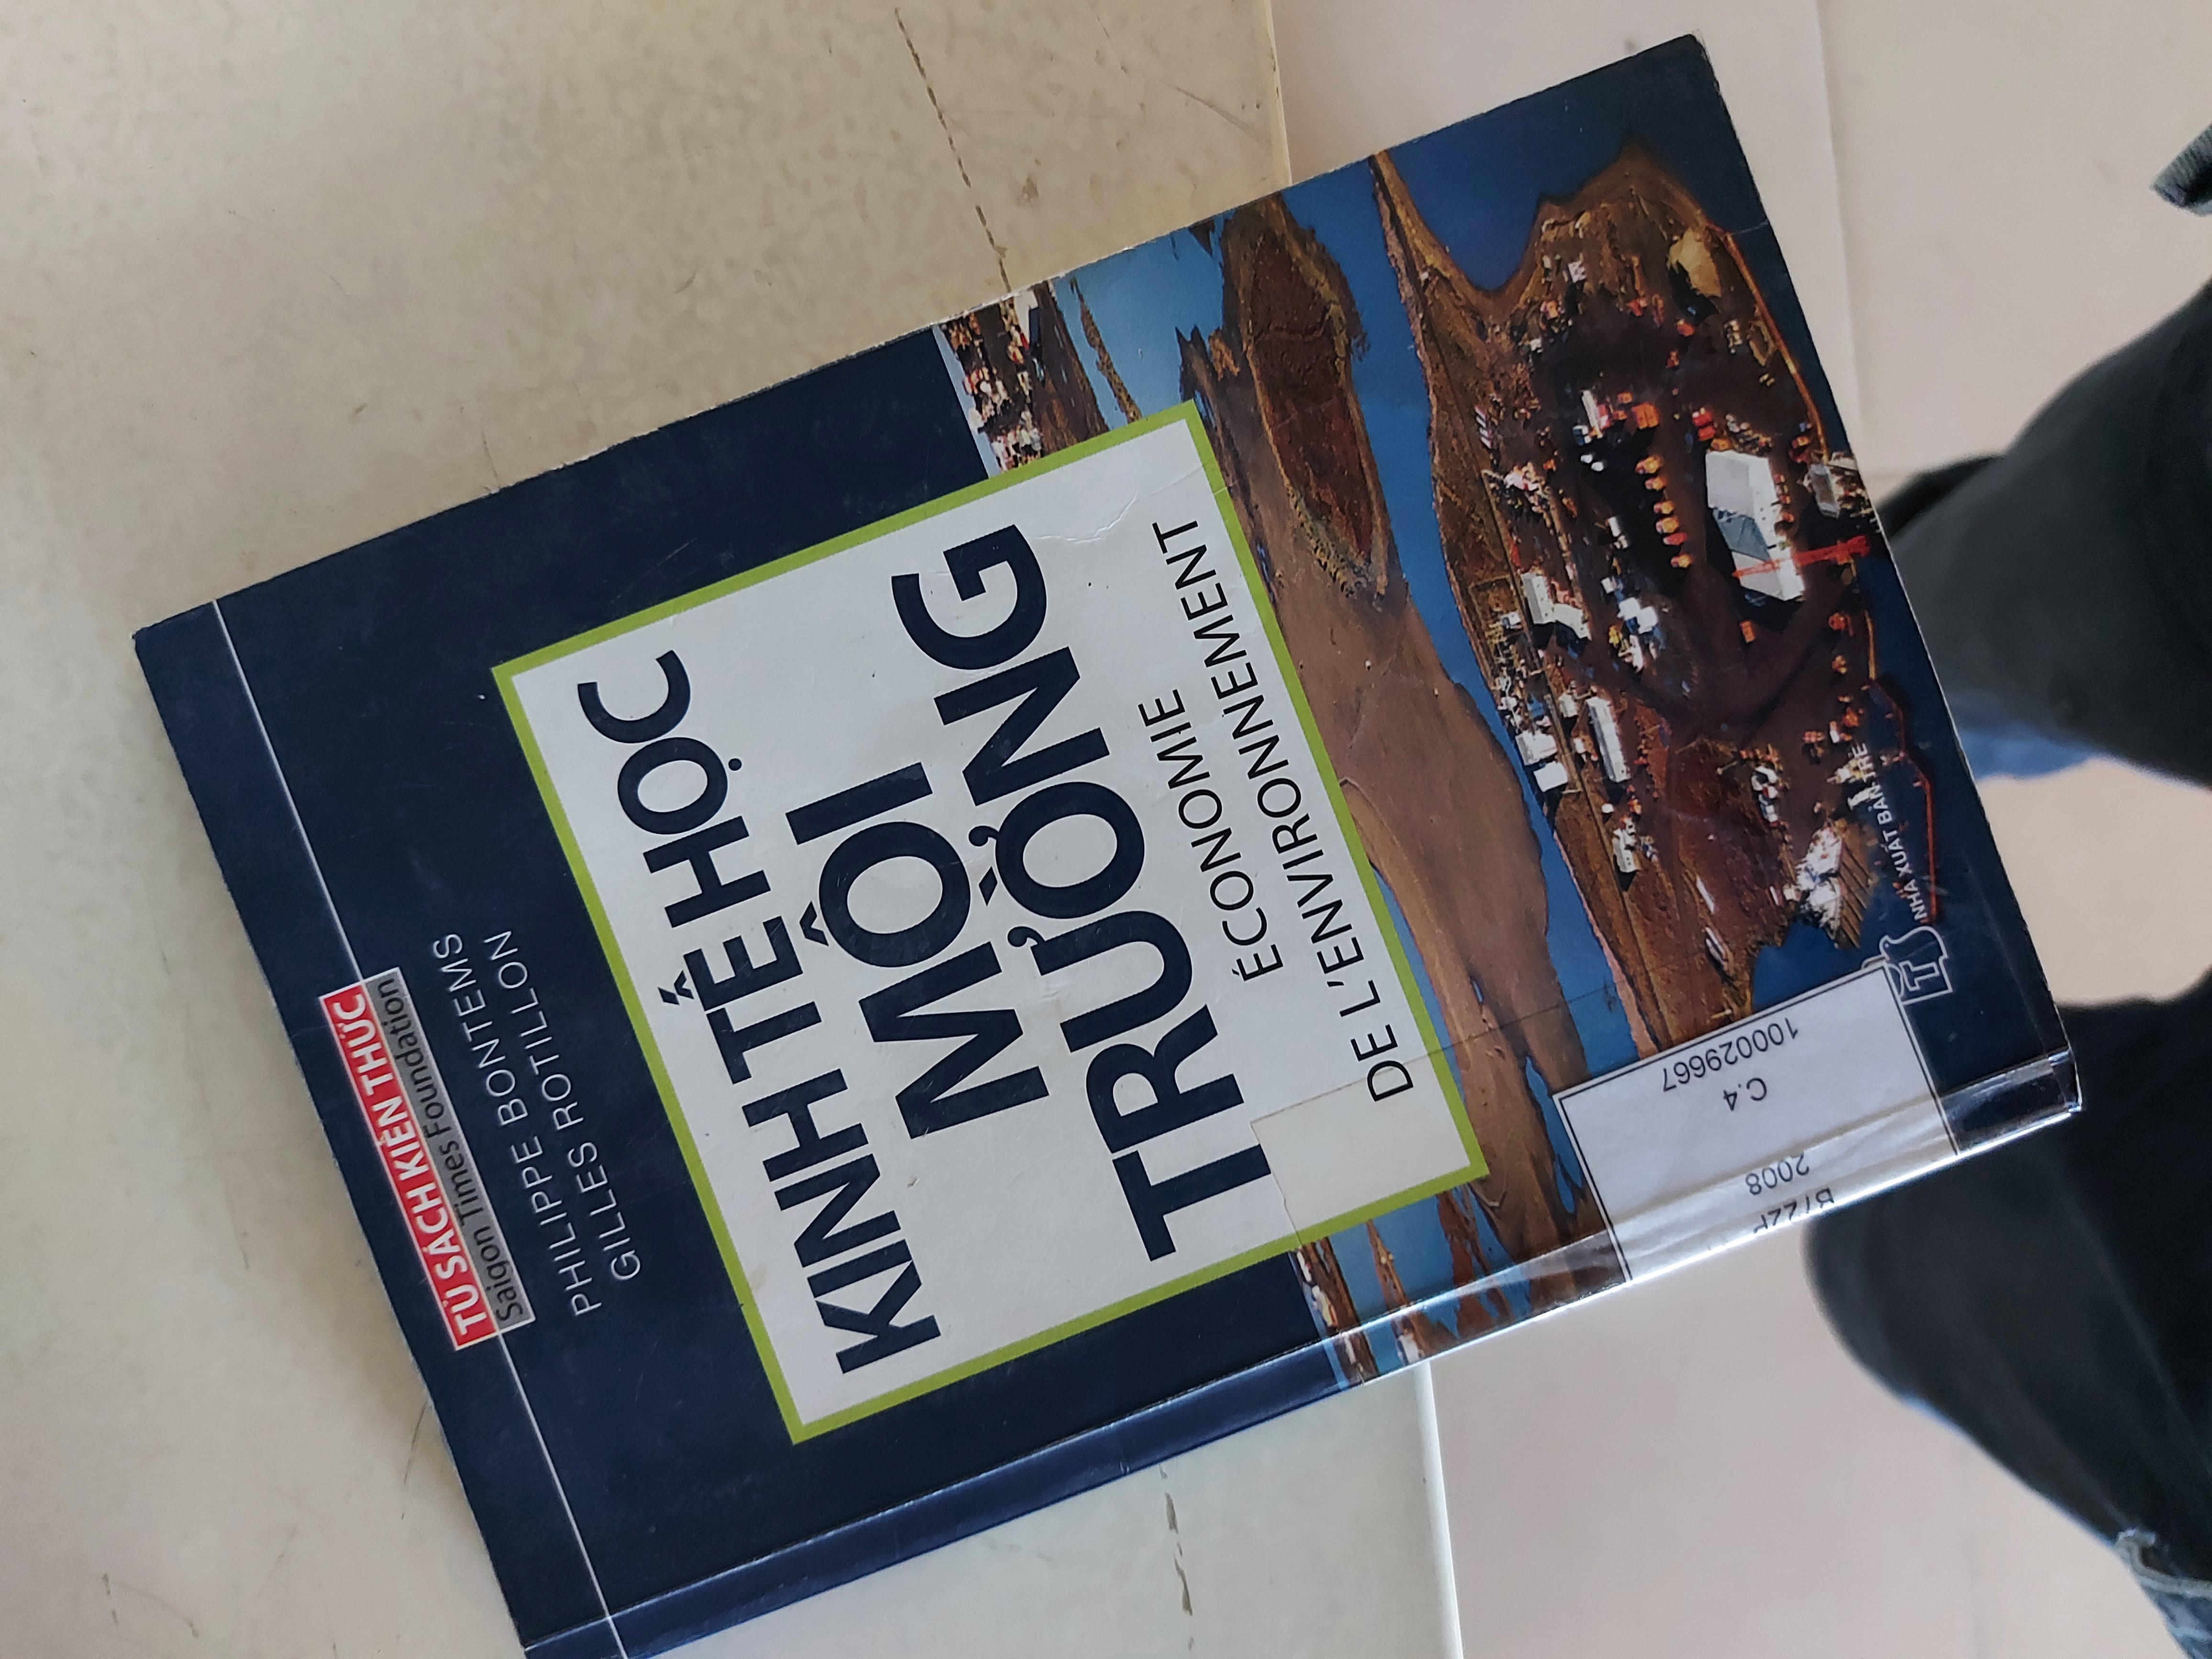 TỦ SÁCH KIẾN THỨC
Saigon Times Foundation
PHILIPPE BONTEMS
GILLES ROTILLON
KINH TẾ HỌC
MÔI
TRƯỜNG
ÉCONOMIE
DE L'ENVIRONNEMENT
2008
C.4
100029667
NHÀ XUẤT BẢN TRẺ